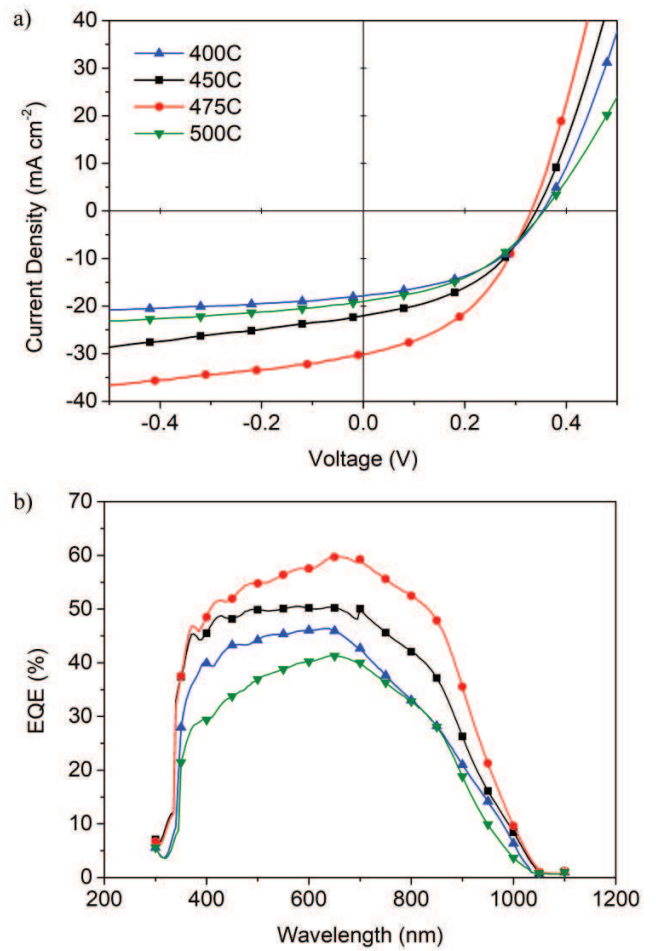 a)
40
30
20
10
0
-10
-20
-30
-40
Current Density (mA cm-2)
400C
450C
475C
500C
-0.4 -0.2 0.0 0.2 0.4
Voltage (V)
b)
70
60
50
40
30
20
10
0
EQE (%)
200 400 600 800 1000 1200
Wavelength (nm)